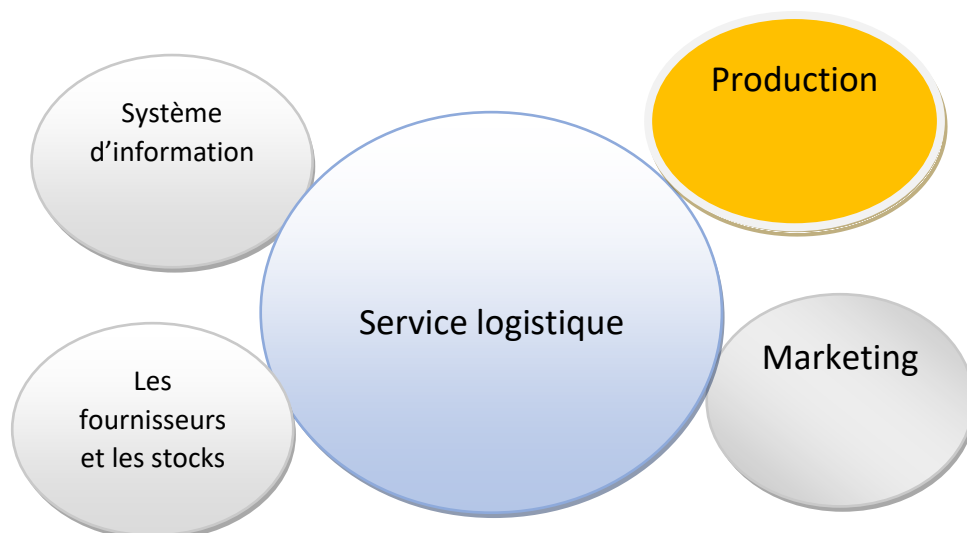 Système
d’information
Production
Service logistique
Marketing
Les
fournisseurs
et les stocks